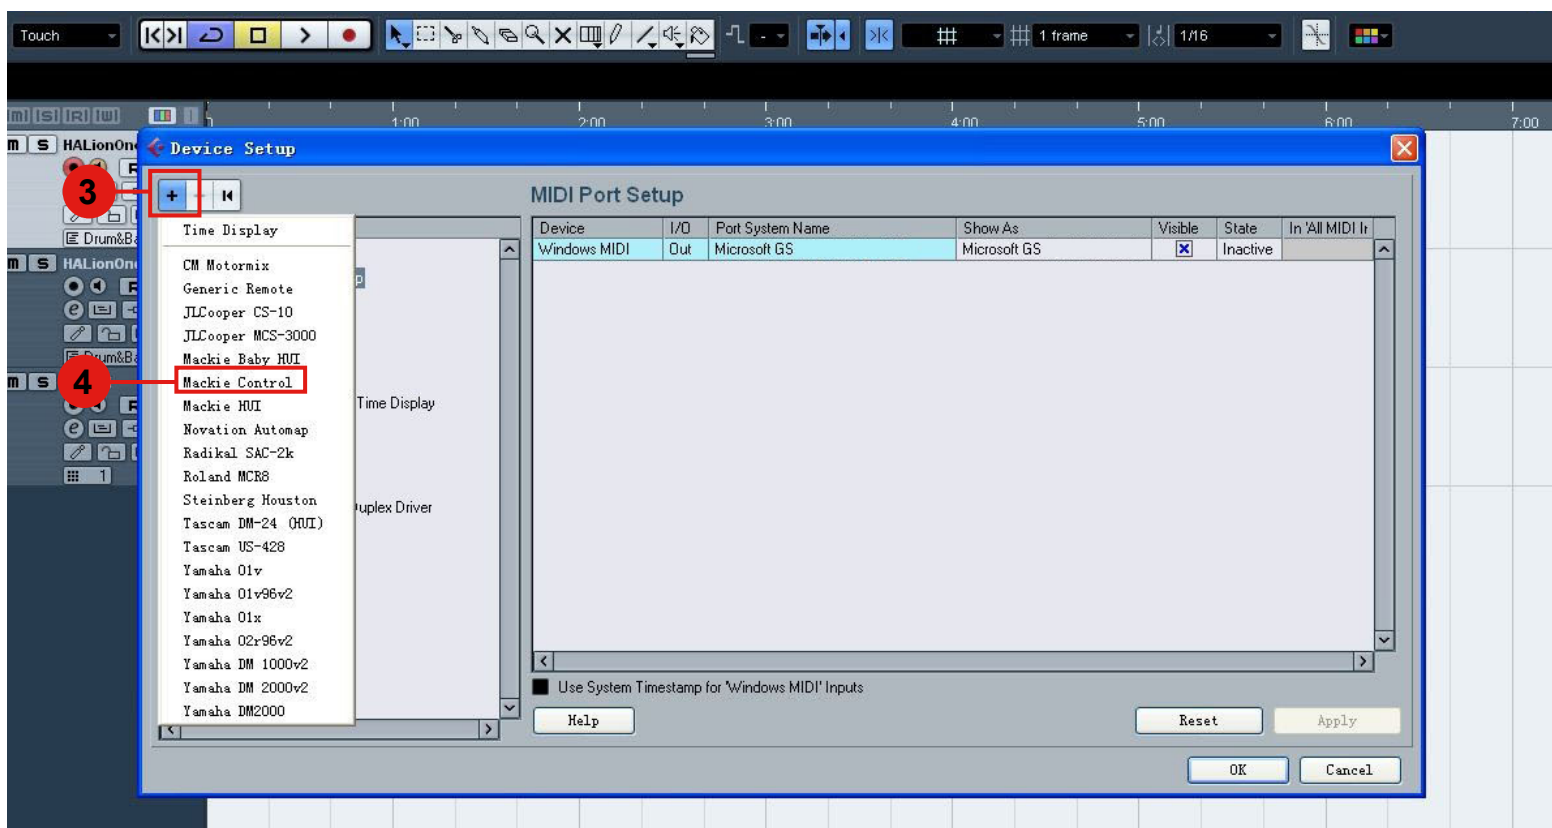 Touch
1 frame
1/16
m S R W
1:00 2:00 3:00 4:00 5:00 6:00 7:00
m S HALionOne
Device Setup
3
+ -
MIDI Port Setup
Time Display
Device I/O Port System Name Show As Visible State In 'All MIDI In
Drum&Ba
Windows MIDI Out Microsoft GS Microsoft GS Inactive
m S HALionOne
CM Motormix
Generic Remote
JLCooper CS-10
JLCooper MCS-3000
Drum&Ba
Mackie Baby HUI
m S
4
Mackie Control
Mackie HUI
Time Display
Novation Automap
Radikal SAC-2k
1
Roland MCR8
Steinberg Houston
uplex Driver
Tascam DM-24 (HUI)
Tascam US-428
Yamaha 01v
Yamaha 01v96v2
Yamaha 01x
Yamaha 02r96v2
Yamaha DM 1000v2
Yamaha DM 2000v2
Use System Timestamp for 'Windows MIDI' Inputs
Yamaha DM2000
Help Reset Apply
OK Cancel